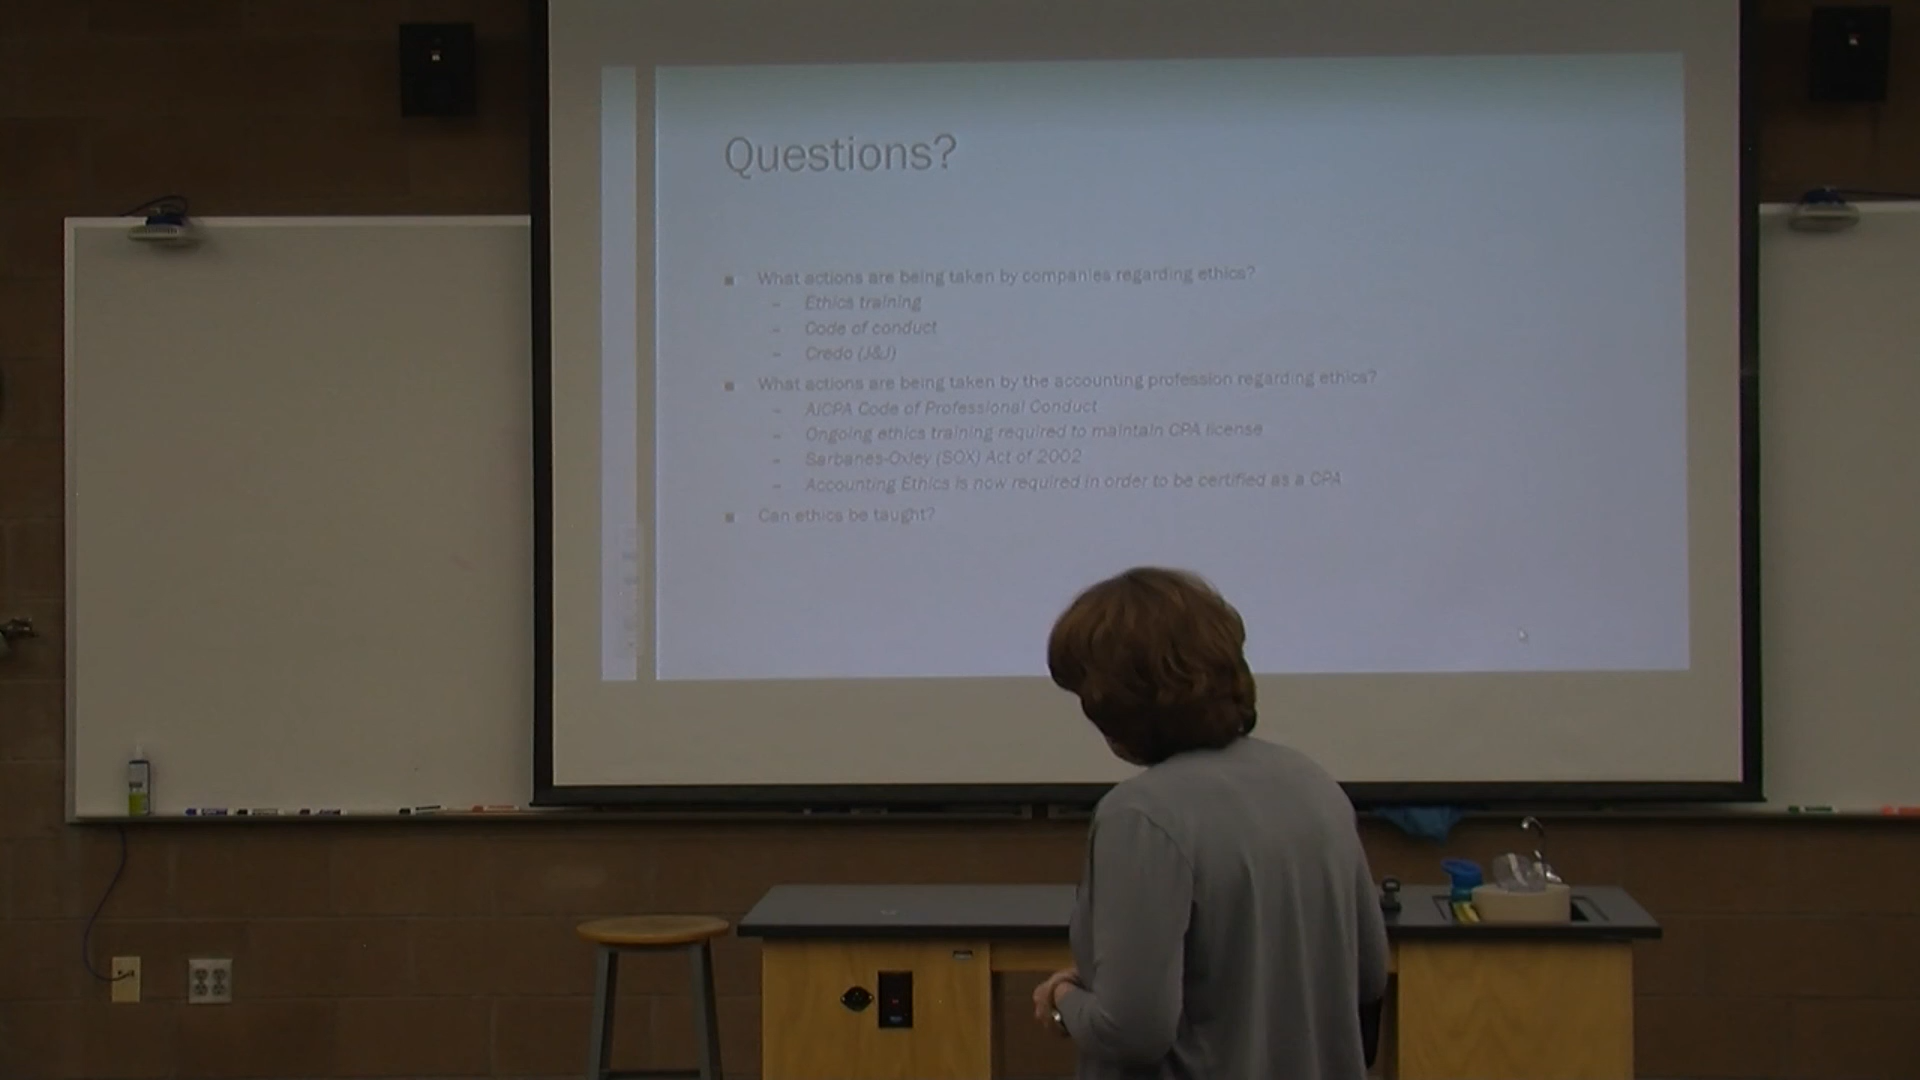 Questions?
▪ What actions are being taken by companies regarding ethics?
– Ethics training
– Code of conduct
– Credo (J&J)
▪ What actions are being taken by the accounting profession regarding ethics?
– AICPA Code of Professional Conduct
– Ongoing ethics training required to maintain CPA license
– Sarbanes-Oxley (SOX) Act of 2002
– Accounting Ethics is now required in order to be certified as a CPA
▪ Can ethics be taught?